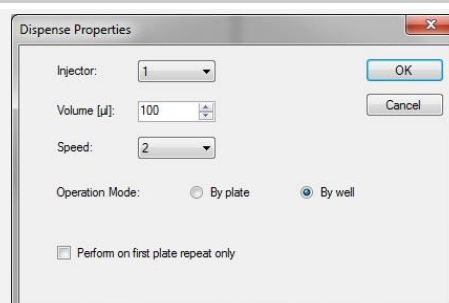 Dispense Properties
Injector: 1 OK
Volume [µl]: 100 Cancel
Speed: 2
Operation Mode: By plate By well
Perform on first plate repeat only